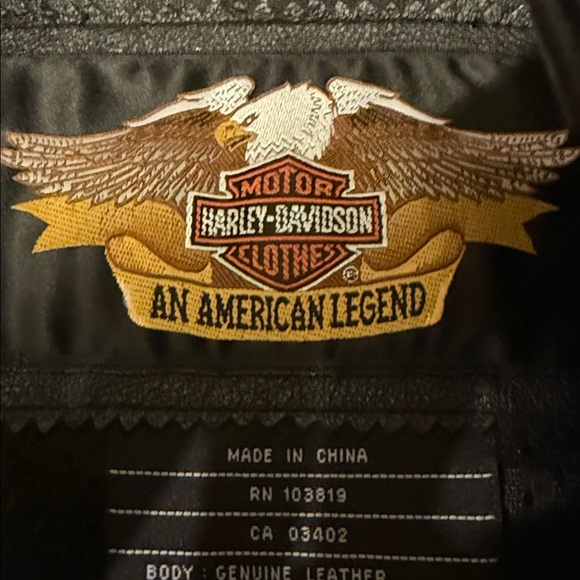 MOTOR
HARLEY-DAVIDSON
CLOTHES
®
AN AMERICAN LEGEND
MADE IN CHINA
RN 103819
CA 03402
BODY : GENUINE LEATHER